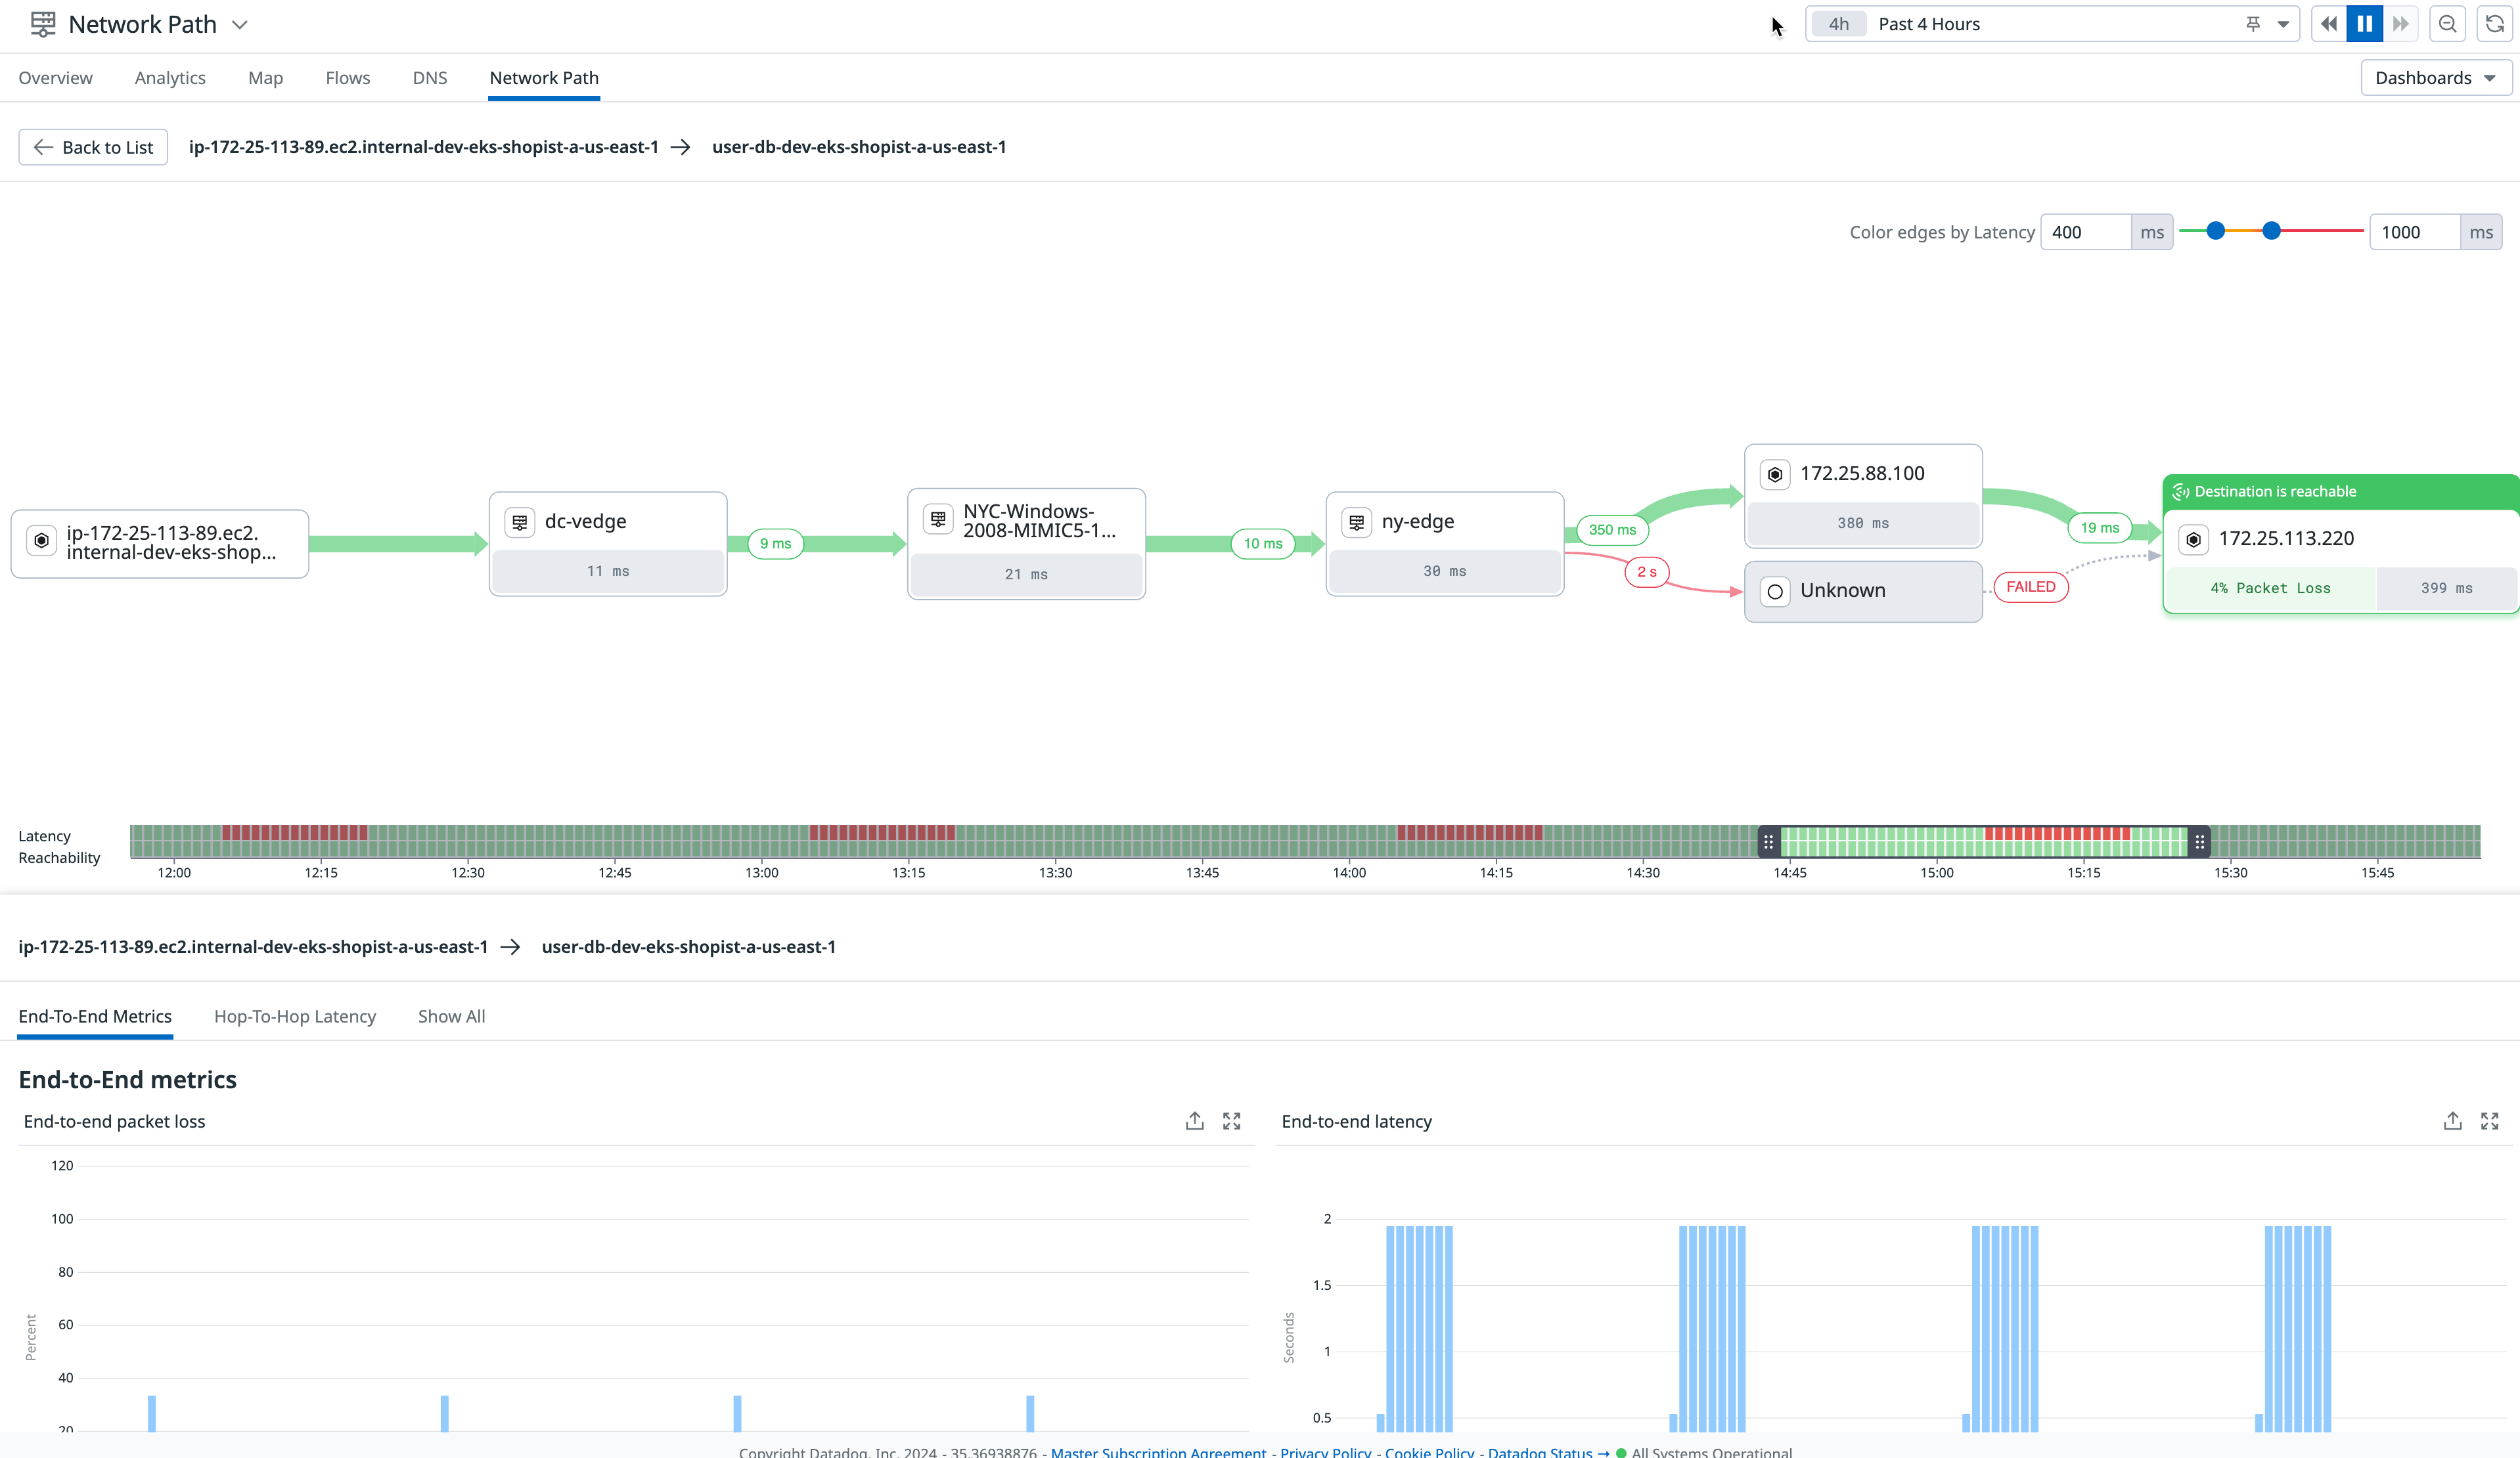 Network Path
4h Past 4 Hours
Overview Analytics Map Flows DNS Network Path
Dashboards
Back to List ip-172-25-113-89.ec2.internal-dev-eks-shopist-a-us-east-1 → user-db-dev-eks-shopist-a-us-east-1
Color edges by Latency 400 ms 1000 ms
ip-172-25-113-89.ec2.
internal-dev-eks-shop...
dc-vedge
11 ms
9 ms
NYC-Windows-
2008-MIMIC5-1...
21 ms
10 ms
ny-edge
30 ms
350 ms
2 s
172.25.88.100
380 ms
Unknown
19 ms
FAILED
Destination is reachable
172.25.113.220
4% Packet Loss 399 ms
Latency
Reachability
12:00 12:15 12:30 12:45 13:00 13:15 13:30 13:45 14:00 14:15 14:30 14:45 15:00 15:15 15:30 15:45
ip-172-25-113-89.ec2.internal-dev-eks-shopist-a-us-east-1 → user-db-dev-eks-shopist-a-us-east-1
End-To-End Metrics Hop-To-Hop Latency Show All
End-to-End metrics
End-to-end packet loss
120
100
80
60
40
20
Percent
End-to-end latency
2
1.5
1
0.5
Seconds
Copyright Datadog, Inc. 2024 - 35.36938876 - Master Subscription Agreement - Privacy Policy - Cookie Policy - Datadog Status → All Systems Operational